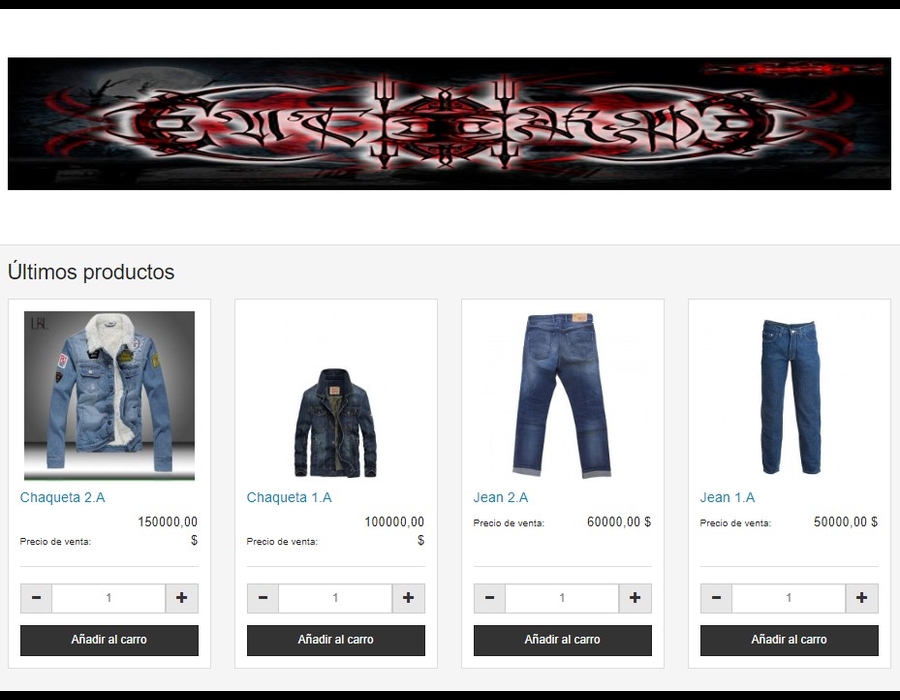 Últimos productos
LRL
Chaqueta 2.A
150000,00
Precio de venta: $
Chaqueta 1.A
100000,00
Precio de venta: $
Jean 2.A
Precio de venta: 60000,00 $
Jean 1.A
Precio de venta: 50000,00 $
− 1 +
− 1 +
− 1 +
− 1 +
Añadir al carro
Añadir al carro
Añadir al carro
Añadir al carro